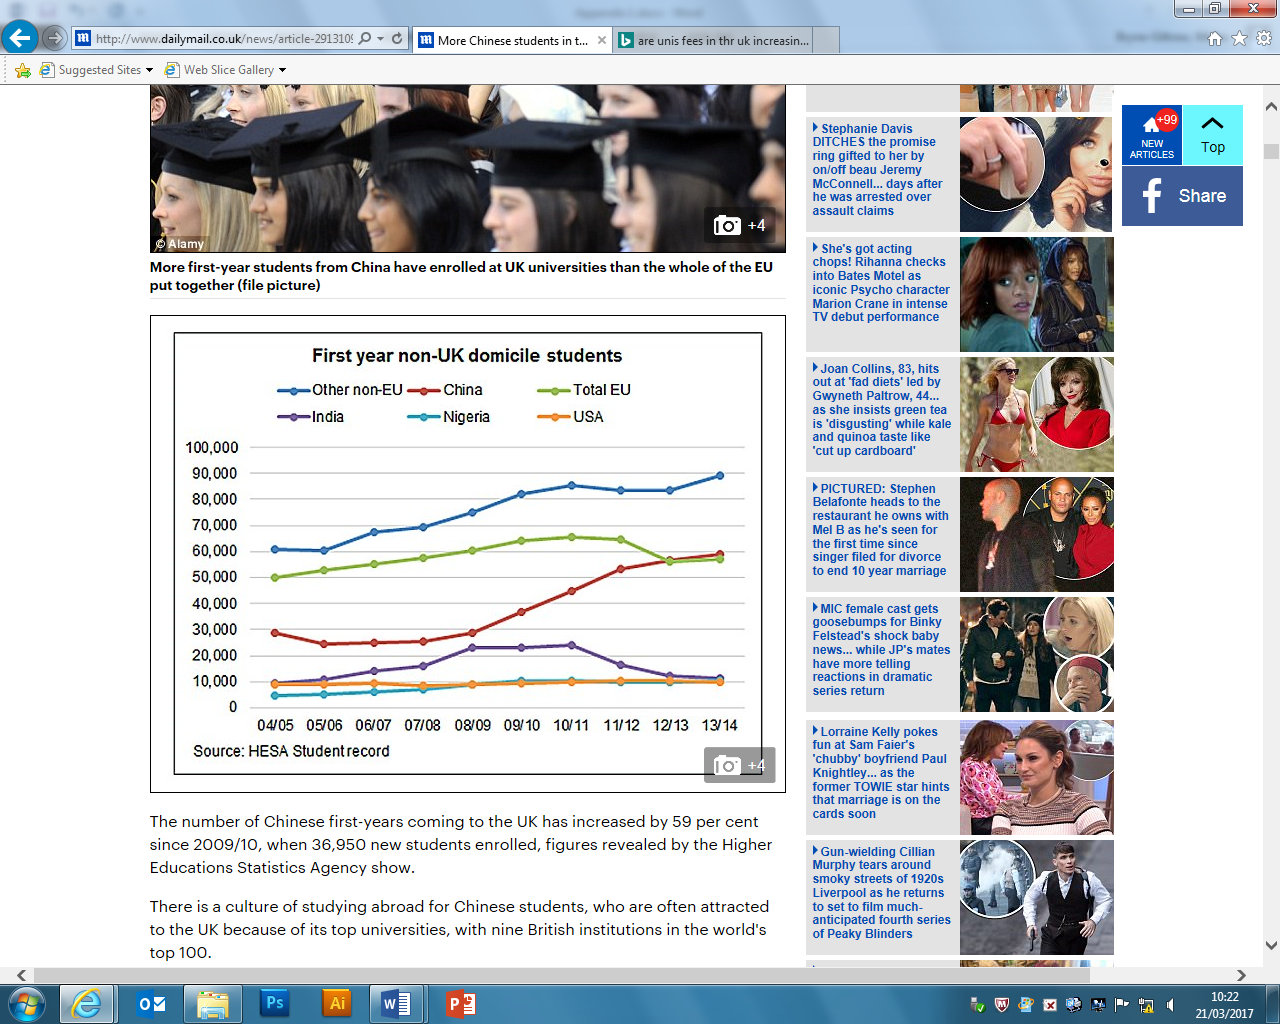 http://www.dailymail.co.uk/news/article-2913109
More Chinese students in t...
are unis fees in thr uk increasin...
Suggested Sites
Web Slice Gallery
© Alamy
+4
More first-year students from China have enrolled at UK universities than the whole of the EU
put together (file picture)
First year non-UK domicile students
Other non-EU China Total EU
India Nigeria USA
100,000
90,000
80,000
70,000
60,000
50,000
40,000
30,000
20,000
10,000
0
04/05 05/06 06/07 07/08 08/09 09/10 10/11 11/12 12/13 13/14
Source: HESA Student record
+4
The number of Chinese first-years coming to the UK has increased by 59 per cent
since 2009/10, when 36,950 new students enrolled, figures revealed by the Higher
Educations Statistics Agency show.
There is a culture of studying abroad for Chinese students, who are often attracted
to the UK because of its top universities, with nine British institutions in the world's
top 100.
Stephanie Davis
DITCHES the promise
ring gifted to her by
on/off beau Jeremy
McConnell... days after
he was arrested over
assault claims
She's got acting
chops! Rihanna checks
into Bates Motel as
iconic Psycho character
Marion Crane in intense
TV debut performance
Joan Collins, 83, hits
out at 'fad diets' led by
Gwyneth Paltrow, 44...
as she insists green tea
is 'disgusting' while kale
and quinoa taste like
'cut up cardboard'
PICTURED: Stephen
Belafonte heads to the
restaurant he owns with
Mel B as he's seen for
the first time since
singer filed for divorce
to end 10 year marriage
MIC female cast gets
goosebumps for Binky
Felstead's shock baby
news... while JP's mates
have more telling
reactions in dramatic
series return
Lorraine Kelly pokes
fun at Sam Faier's
'chubby' boyfriend Paul
Knightley... as the
former TOWIE star hints
that marriage is on the
cards soon
Gun-wielding Cillian
Murphy tears around
smoky streets of 1920s
Liverpool as he returns
to set to film much-
anticipated fourth series
of Peaky Blinders
+99
NEW
ARTICLES
Top
Share
10:22
21/03/2017